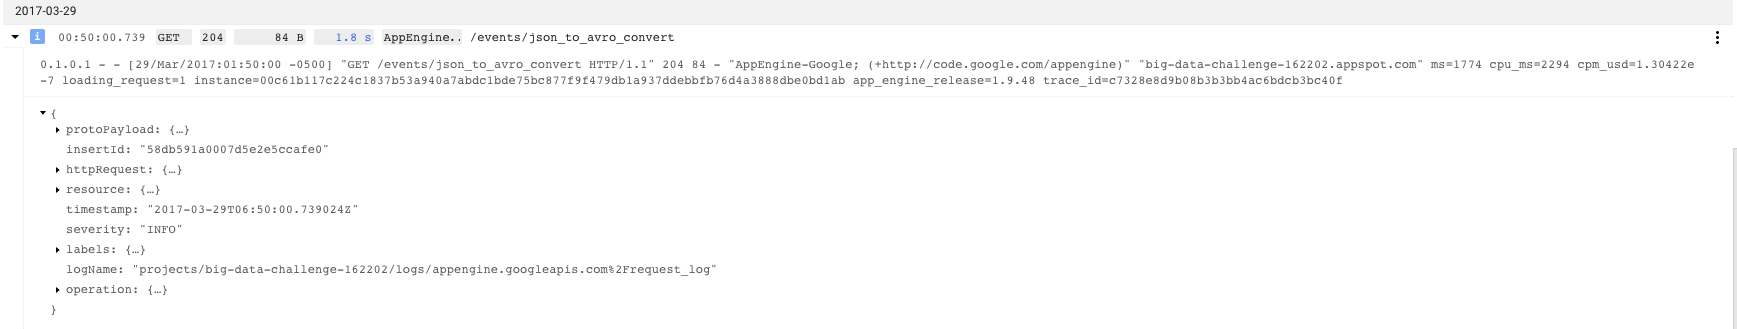 2017-03-29
i 00:50:00.739 GET 204 84 B 1.8 s AppEngine.. /events/json_to_avro_convert
0.1.0.1 - - [29/Mar/2017:01:50:00 -0500] "GET /events/json_to_avro_convert HTTP/1.1" 204 84 - "AppEngine-Google; (+http://code.google.com/appengine)" "big-data-challenge-162202.appspot.com" ms=1774 cpu_ms=2294 cpm_usd=1.30422e
-7 loading_request=1 instance=00c61b117c224c1837b53a940a7abdc1bde75bc877f9f479db1a937ddebbfb76d4a3888dbe0bd1ab app_engine_release=1.9.48 trace_id=c7328e8d9b08b3b3bb4ac6bdcb3bc40f
{
protoPayload: {…}
insertId: "58db591a0007d5e2e5ccafe0"
httpRequest: {…}
resource: {…}
timestamp: "2017-03-29T06:50:00.739024Z"
severity: "INFO"
labels: {…}
logName: "projects/big-data-challenge-162202/logs/appengine.googleapis.com%2Frequest_log"
operation: {…}
}